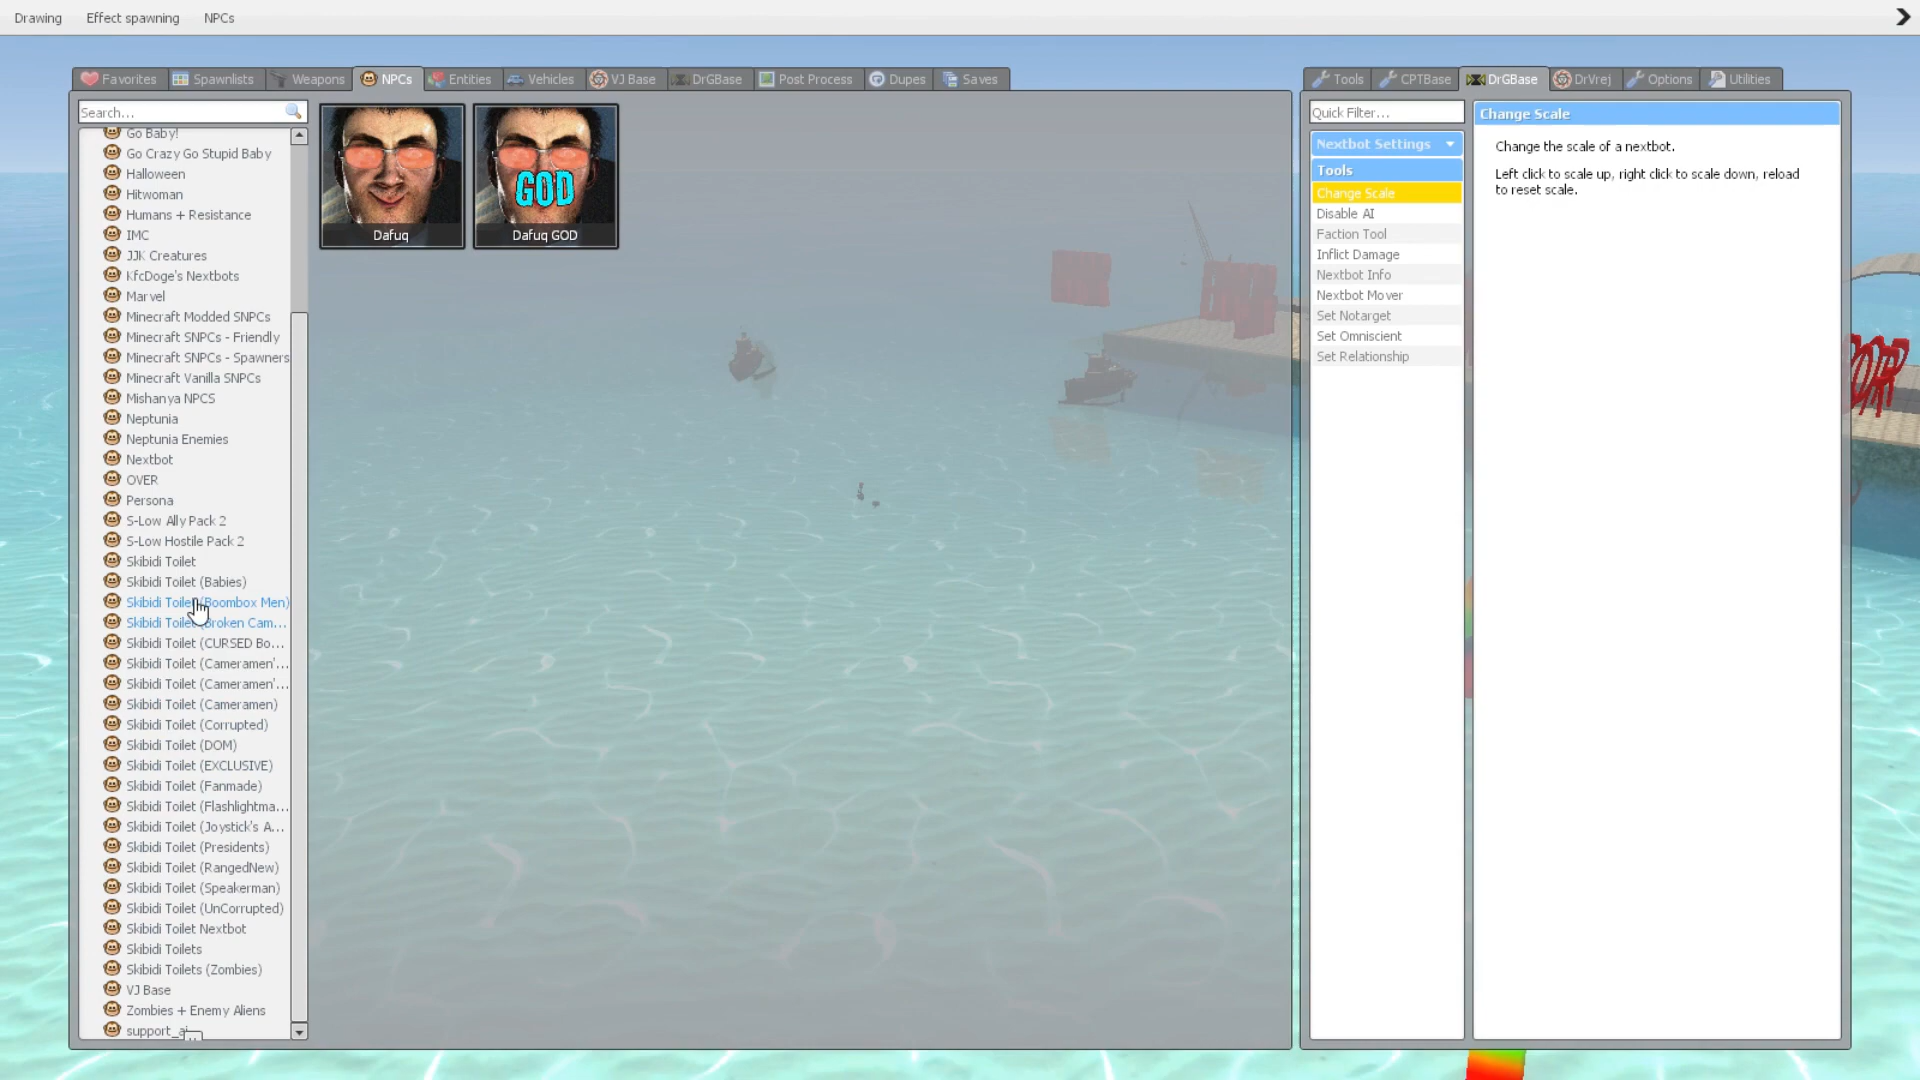 Drawing Effect spawning NPCs
Favorites Spawnlists Weapons NPCs Entities Vehicles VJ Base DrGBase Post Process Dupes Saves
Search...
Go Baby!
Go Crazy Go Stupid Baby
Halloween
Hitwoman
Humans + Resistance
IMC
JJK Creatures
KfcDoge's Nextbots
Marvel
Minecraft Modded SNPCs
Minecraft SNPCs - Friendly
Minecraft SNPCs - Spawners
Minecraft Vanilla SNPCs
Mishanya NPCS
Neptunia
Neptunia Enemies
Nextbot
OVER
Persona
S-Low Ally Pack 2
S-Low Hostile Pack 2
Skibidi Toilet
Skibidi Toilet (Babies)
Skibidi Toilet (Boombox Men)
Skibidi Toilet (Broken Cam...
Skibidi Toilet (CURSED Bo...
Skibidi Toilet (Cameramen'...
Skibidi Toilet (Cameramen'...
Skibidi Toilet (Cameramen)
Skibidi Toilet (Corrupted)
Skibidi Toilet (DOM)
Skibidi Toilet (EXCLUSIVE)
Skibidi Toilet (Fanmade)
Skibidi Toilet (Flashlightma...
Skibidi Toilet (Joystick's A...
Skibidi Toilet (Presidents)
Skibidi Toilet (RangedNew)
Skibidi Toilet (Speakerman)
Skibidi Toilet (UnCorrupted)
Skibidi Toilet Nextbot
Skibidi Toilets
Skibidi Toilets (Zombies)
VJ Base
Zombies + Enemy Aliens
support_ai
Dafuq
GOD
Dafuq GOD
Tools CPTBase DrGBase DrVrej Options Utilities
Quick Filter...
Nextbot Settings
Tools
Change Scale
Disable AI
Faction Tool
Inflict Damage
Nextbot Info
Nextbot Mover
Set Notarget
Set Omniscient
Set Relationship
Change Scale
Change the scale of a nextbot.
Left click to scale up, right click to scale down, reload
to reset scale.